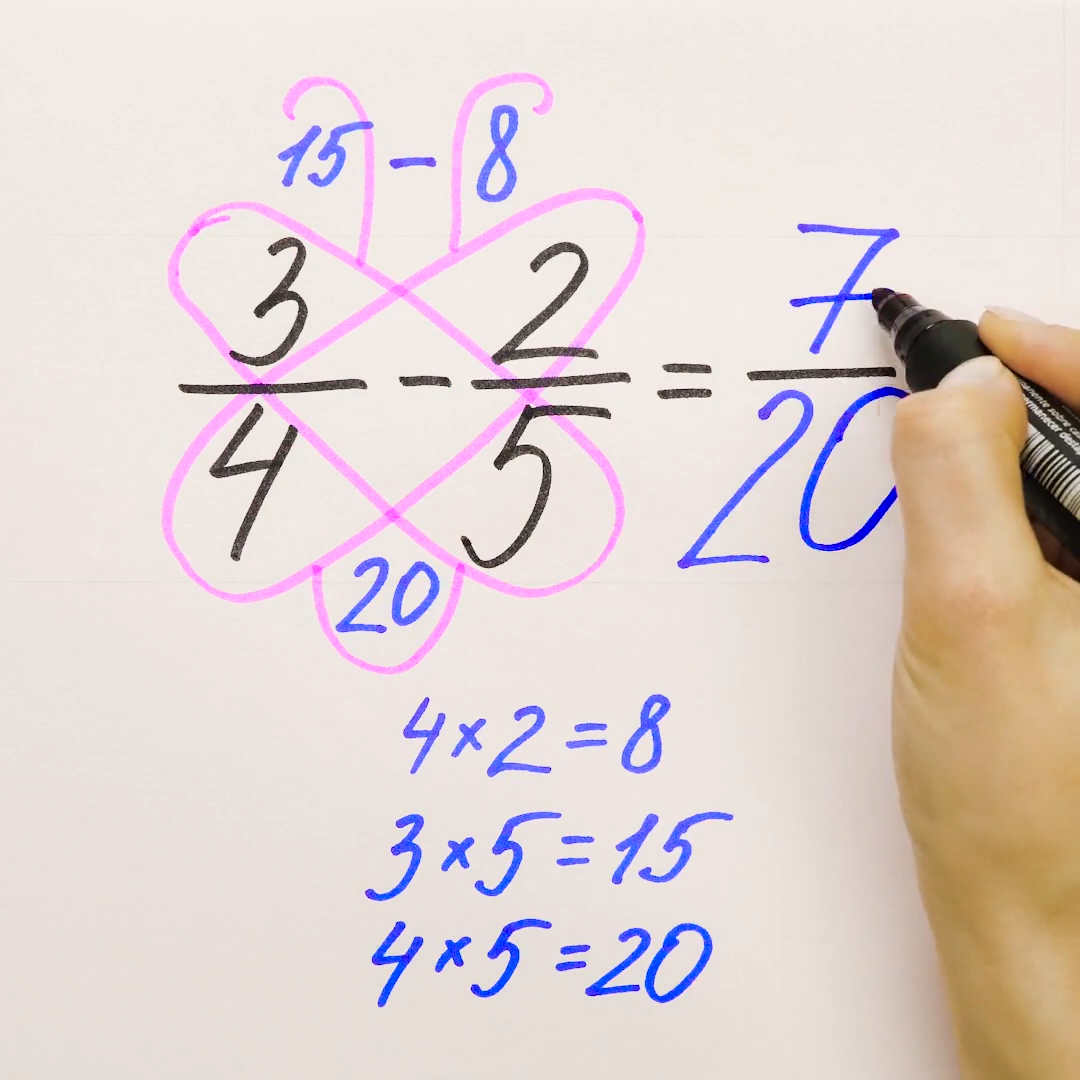 15 - 8
3/4 - 2/5 = 7/20
20
4 × 2 = 8
3 × 5 = 15
4 × 5 = 20